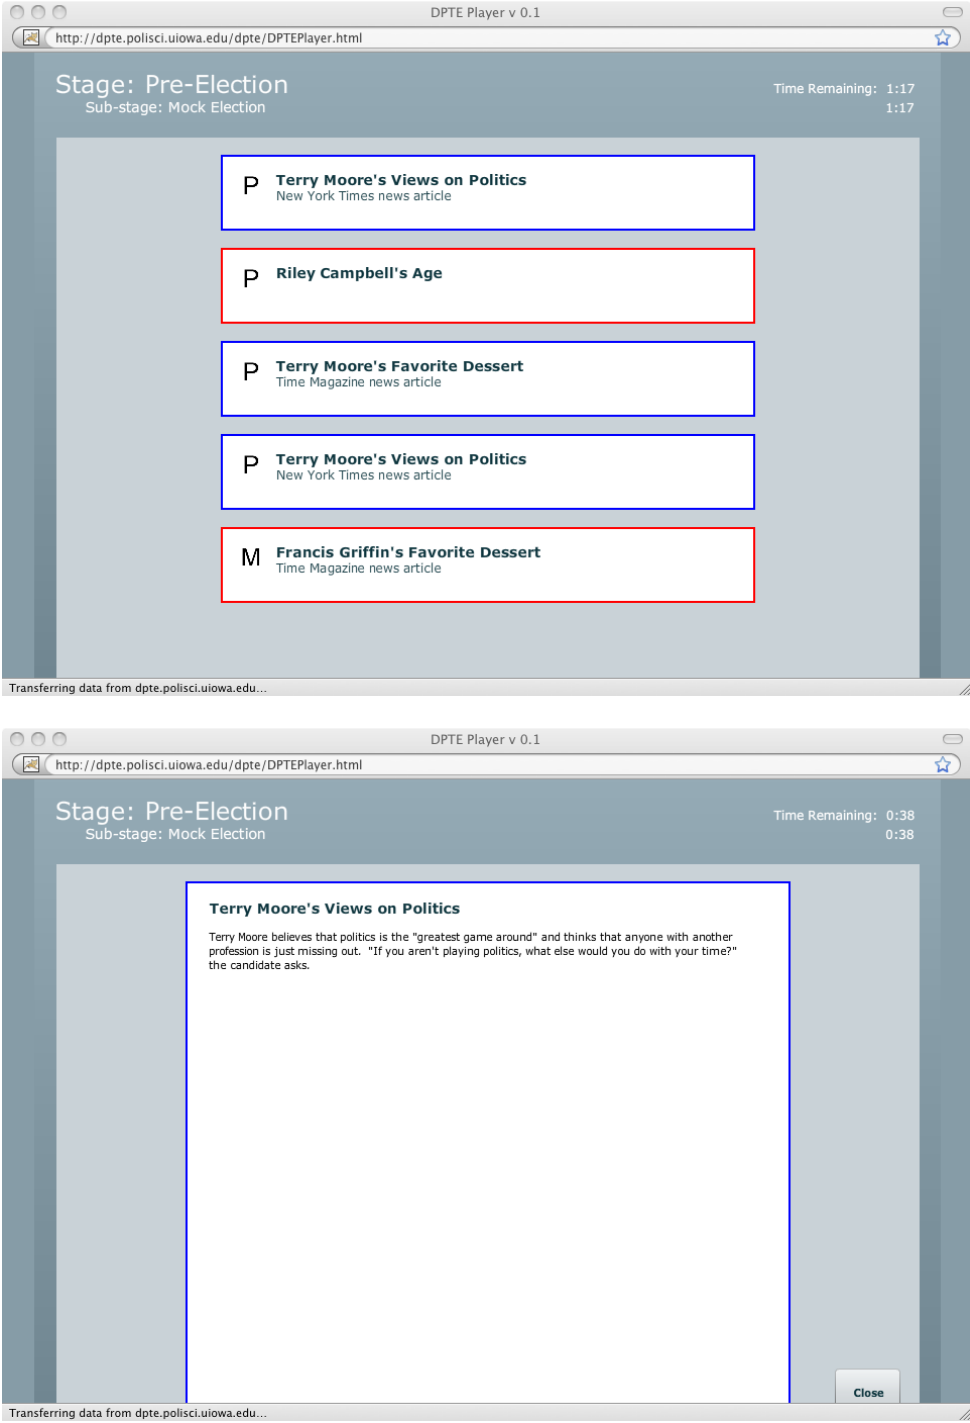 DPTE Player v 0.1
http://dpte.polisci.uiowa.edu/dpte/DPTEPlayer.html
Stage: Pre-Election
Time Remaining: 1:17
Sub-stage: Mock Election
1:17
P
Terry Moore's Views on Politics
New York Times news article
P
Riley Campbell's Age
P
Terry Moore's Favorite Dessert
Time Magazine news article
P
Terry Moore's Views on Politics
New York Times news article
M
Francis Griffin's Favorite Dessert
Time Magazine news article
Transferring data from dpte.polisci.uiowa.edu...
DPTE Player v 0.1
http://dpte.polisci.uiowa.edu/dpte/DPTEPlayer.html
Stage: Pre-Election
Time Remaining: 0:38
Sub-stage: Mock Election
0:38
Terry Moore's Views on Politics
Terry Moore believes that politics is the "greatest game around" and thinks that anyone with another
profession is just missing out.  "If you aren't playing politics, what else would you do with your time?"
the candidate asks.
Close
Transferring data from dpte.polisci.uiowa.edu...